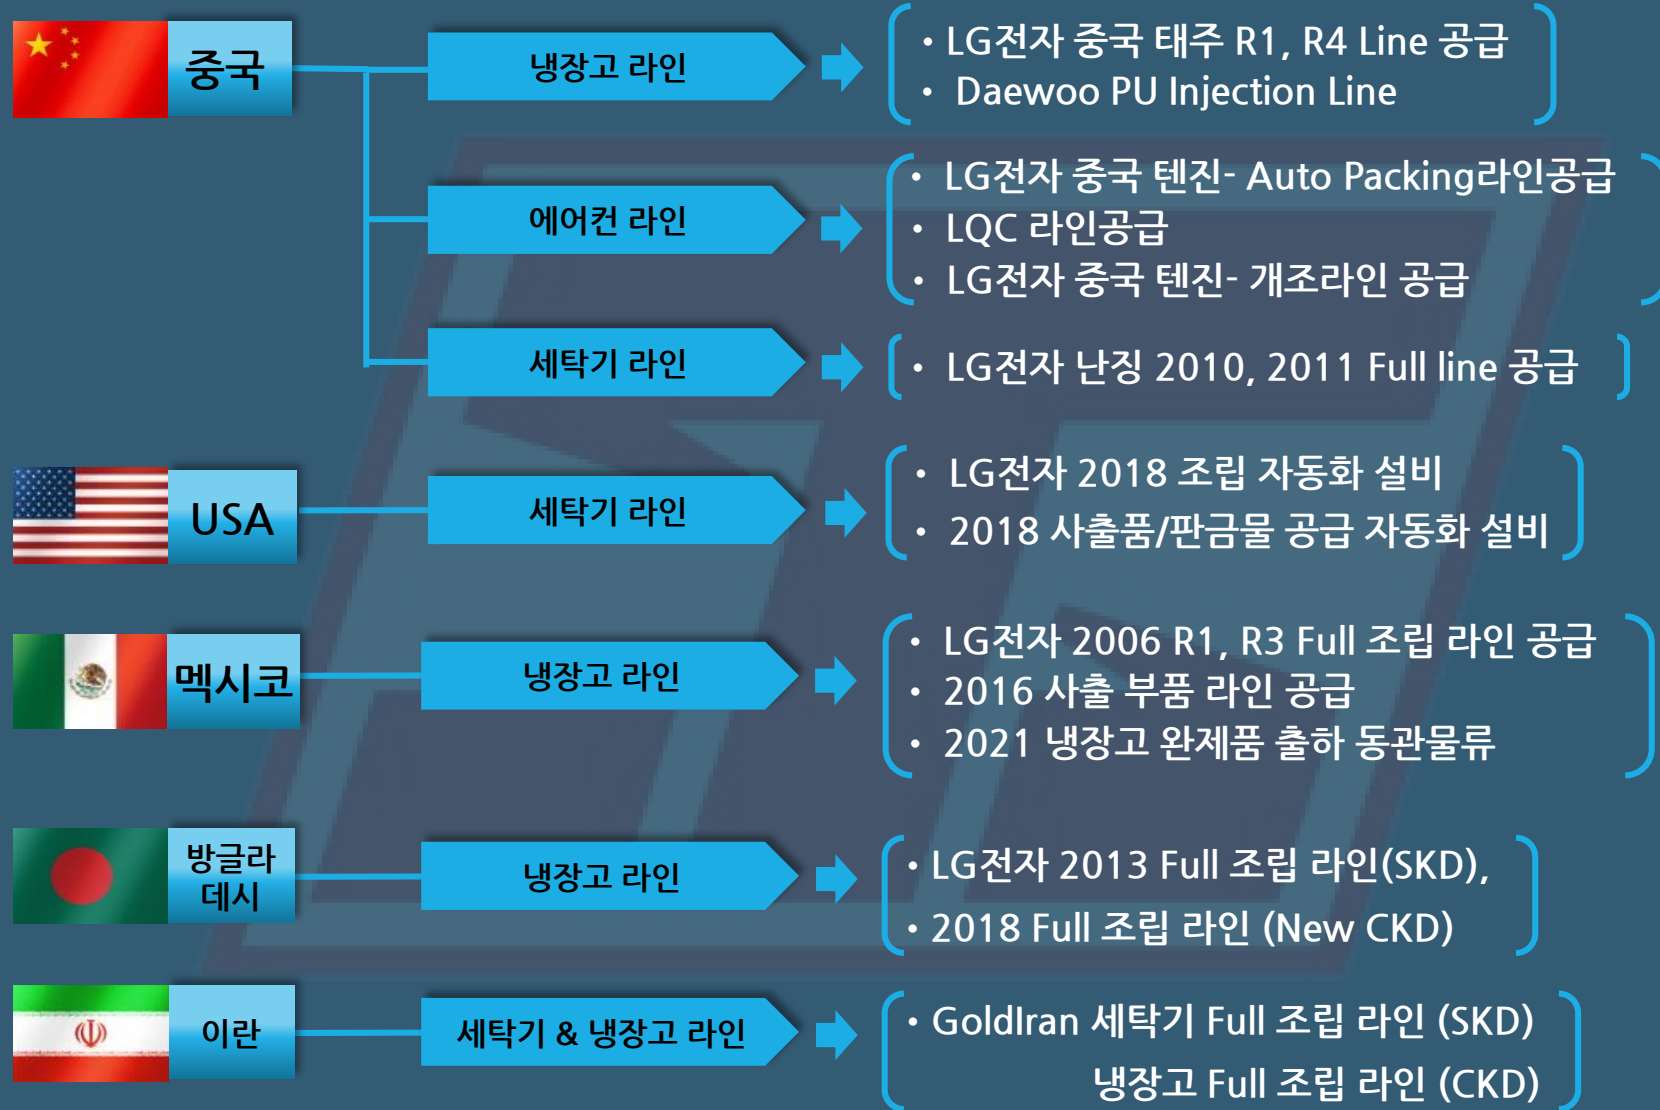 중국
냉장고 라인
• LG전자 중국 태주 R1, R4 Line 공급
• Daewoo PU Injection Line
에어컨 라인
• LG전자 중국 텐진- Auto Packing라인공급
• LQC 라인공급
• LG전자 중국 텐진- 개조라인 공급
세탁기 라인
• LG전자 난징 2010, 2011 Full line 공급
USA
세탁기 라인
• LG전자 2018 조립 자동화 설비
• 2018 사출품/판금물 공급 자동화 설비
멕시코
냉장고 라인
• LG전자 2006 R1, R3 Full 조립 라인 공급
• 2016 사출 부품 라인 공급
• 2021 냉장고 완제품 출하 동관물류
방글라
데시
냉장고 라인
• LG전자 2013 Full 조립 라인(SKD),
• 2018 Full 조립 라인 (New CKD)
이란
세탁기 & 냉장고 라인
• GoldIran 세탁기 Full 조립 라인 (SKD)
냉장고 Full 조립 라인 (CKD)